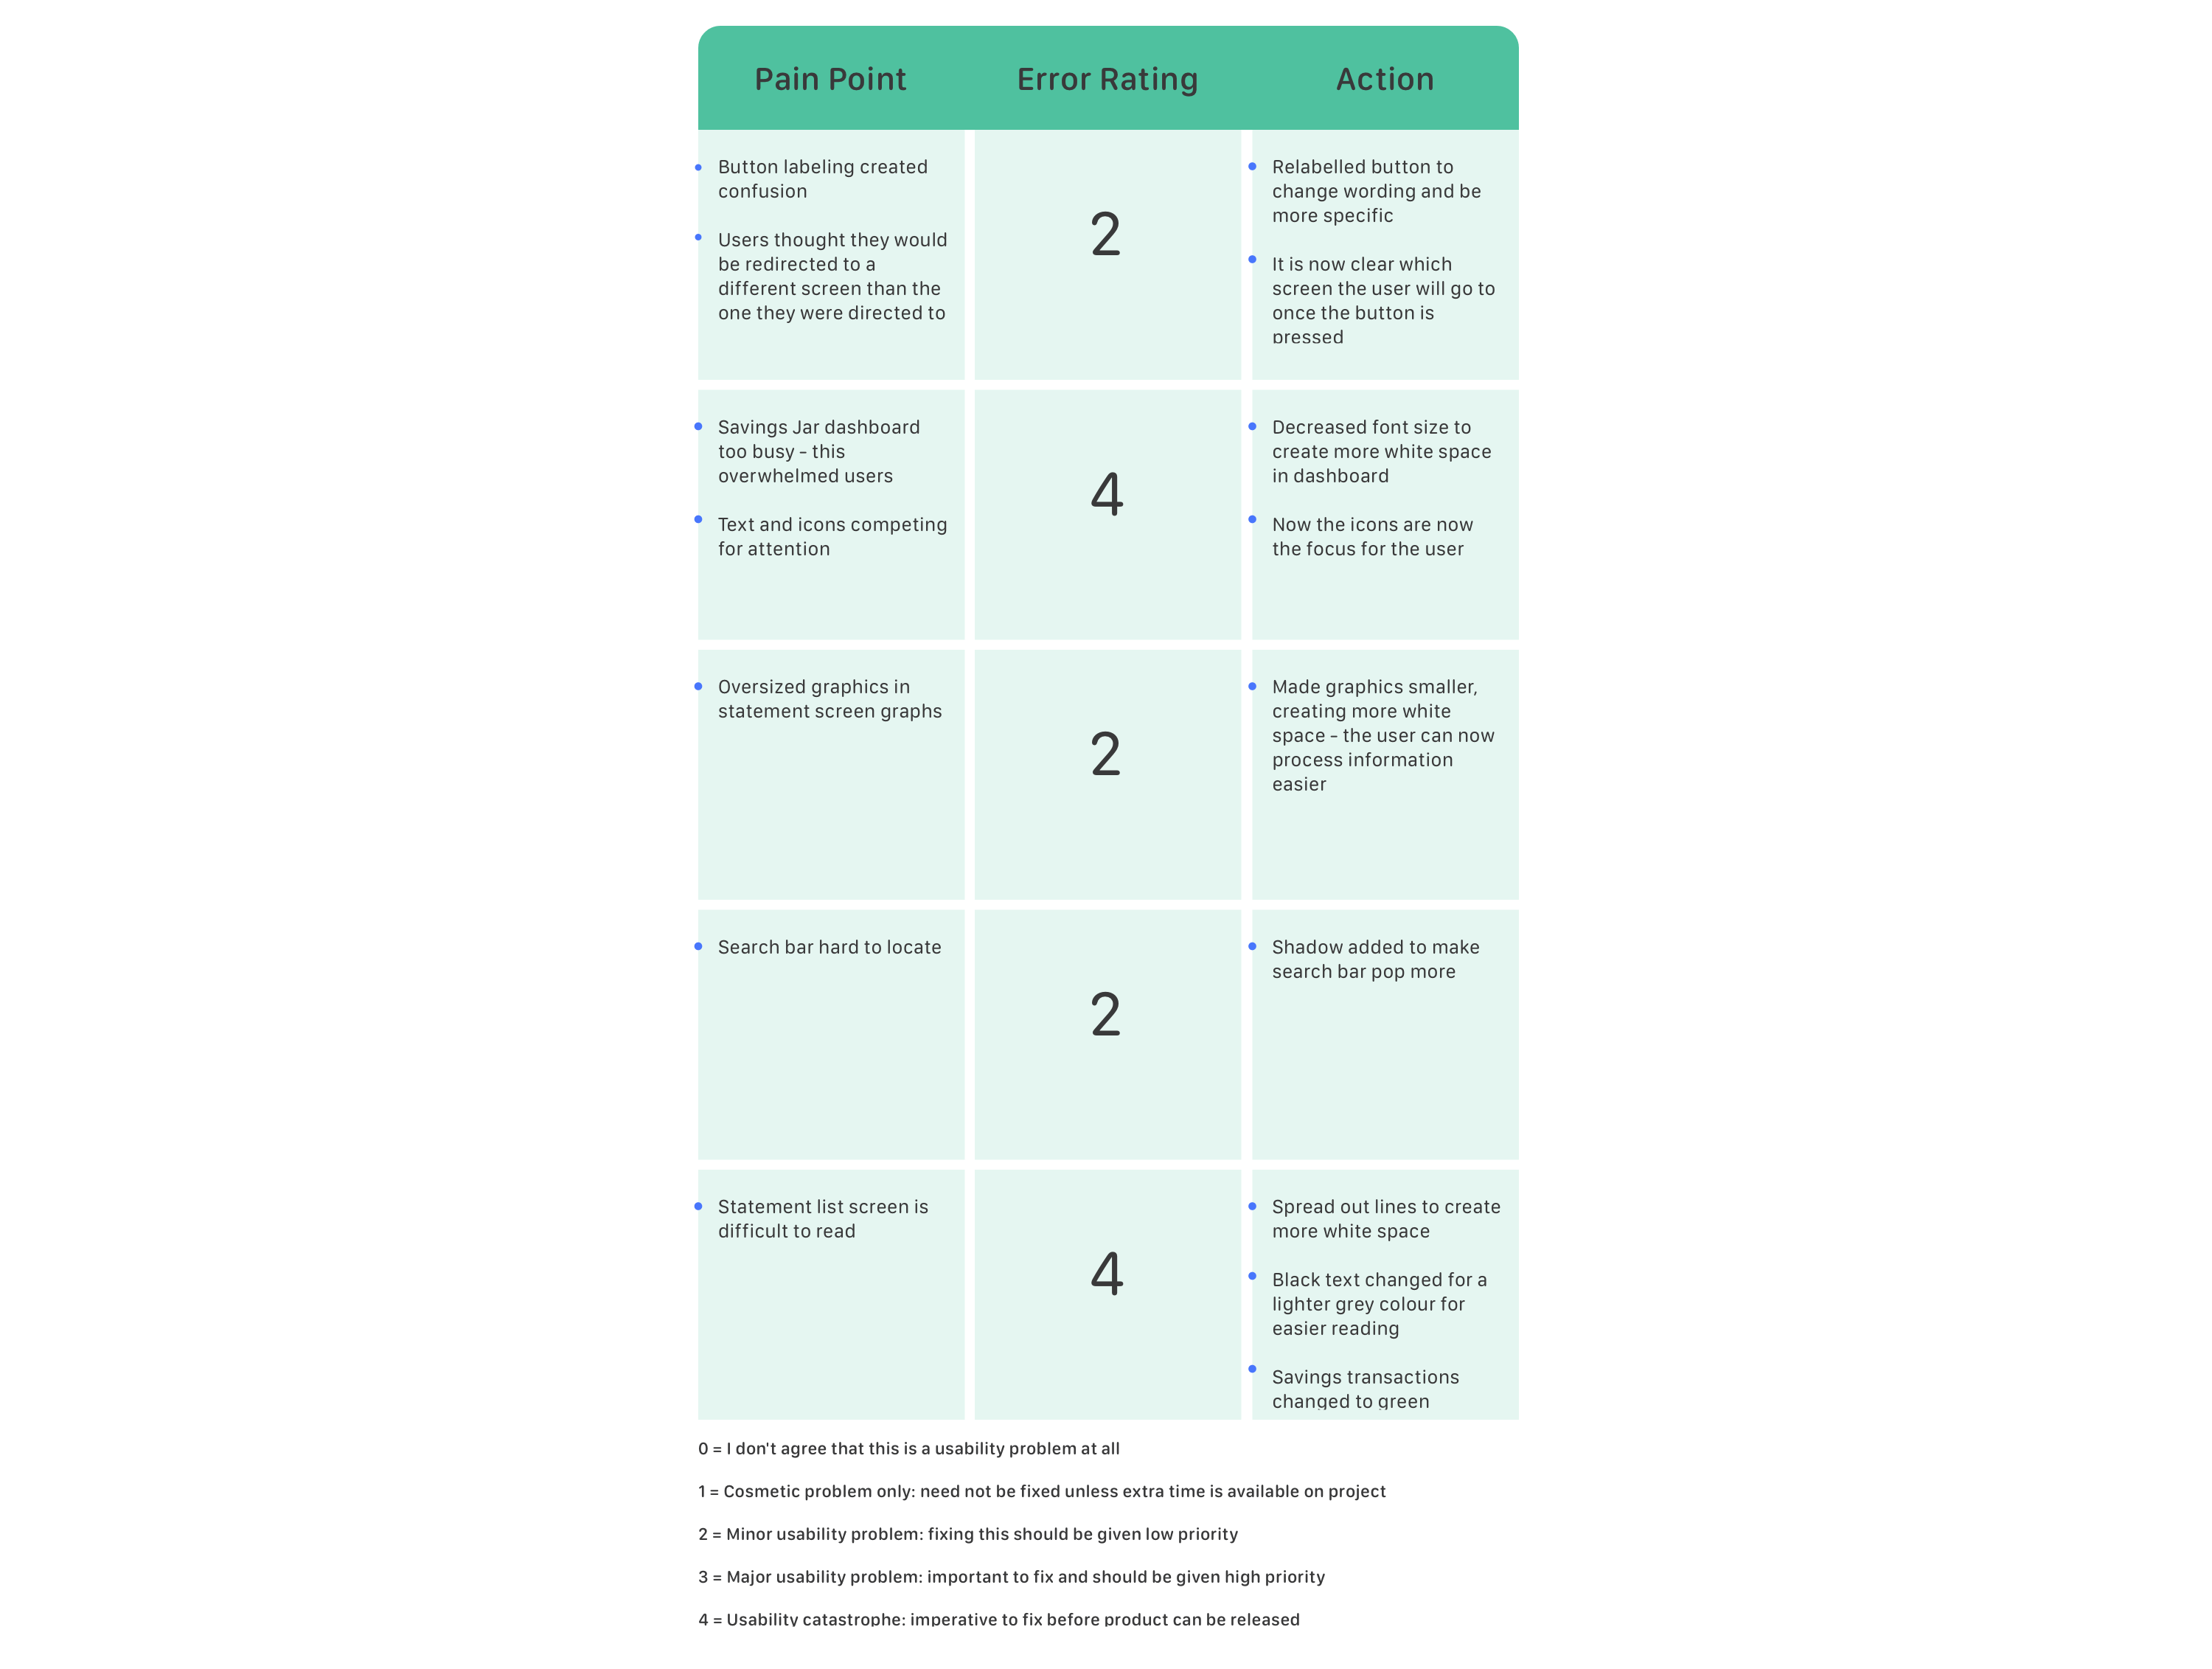 Pain Point
Error Rating
Action
Button labeling created
confusion
Users thought they would
be redirected to a
different screen than the
one they were directed to
2
Relabelled button to
change wording and be
more specific
It is now clear which
screen the user will go to
once the button is
pressed
Savings Jar dashboard
too busy - this
overwhelmed users
Text and icons competing
for attention
4
Decreased font size to
create more white space
in dashboard
Now the icons are now
the focus for the user
Oversized graphics in
statement screen graphs
2
Made graphics smaller,
creating more white
space - the user can now
process information
easier
Search bar hard to locate
2
Shadow added to make
search bar pop more
Statement list screen is
difficult to read
4
Spread out lines to create
more white space
Black text changed for a
lighter grey colour for
easier reading
Savings transactions
changed to green
0 = I don't agree that this is a usability problem at all
1 = Cosmetic problem only: need not be fixed unless extra time is available on project
2 = Minor usability problem: fixing this should be given low priority
3 = Major usability problem: important to fix and should be given high priority
4 = Usability catastrophe: imperative to fix before product can be released